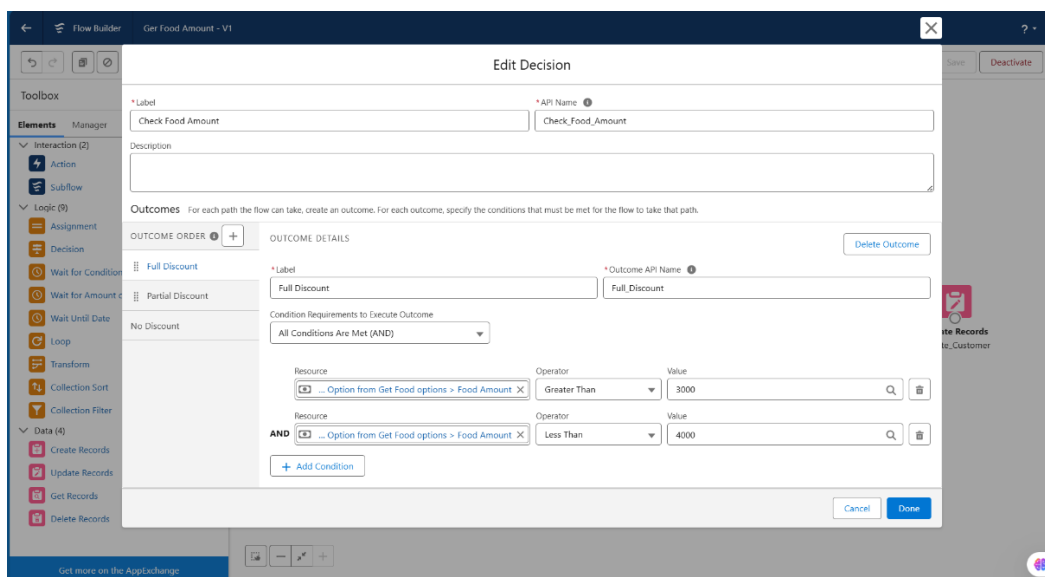 Flow Builder Ger Food Amount - V1 ?
Edit Decision
Save Deactivate
Toolbox
Elements Manager
Interaction (2)
Action
Subflow
Logic (9)
Assignment
Decision
Wait for Condition
Wait for Amount
Wait Until Date
Loop
Transform
Collection Sort
Collection Filter
Data (4)
Create Records
Update Records
Get Records
Delete Records
Get more on the AppExchange
*Label *API Name
Check Food Amount Check_Food_Amount
Description
Outcomes For each path the flow can take, create an outcome. For each outcome, specify the conditions that must be met for the flow to take that path.
OUTCOME ORDER + OUTCOME DETAILS Delete Outcome
Full Discount
Partial Discount
No Discount
*Label *Outcome API Name
Full Discount Full_Discount
Condition Requirements to Execute Outcome
All Conditions Are Met (AND)
Resource Operator Value
... Option from Get Food options > Food Amount Greater Than 3000
Resource Operator Value
AND ... Option from Get Food options > Food Amount Less Than 4000
+ Add Condition
Cancel Done
ate Records
te_Customer